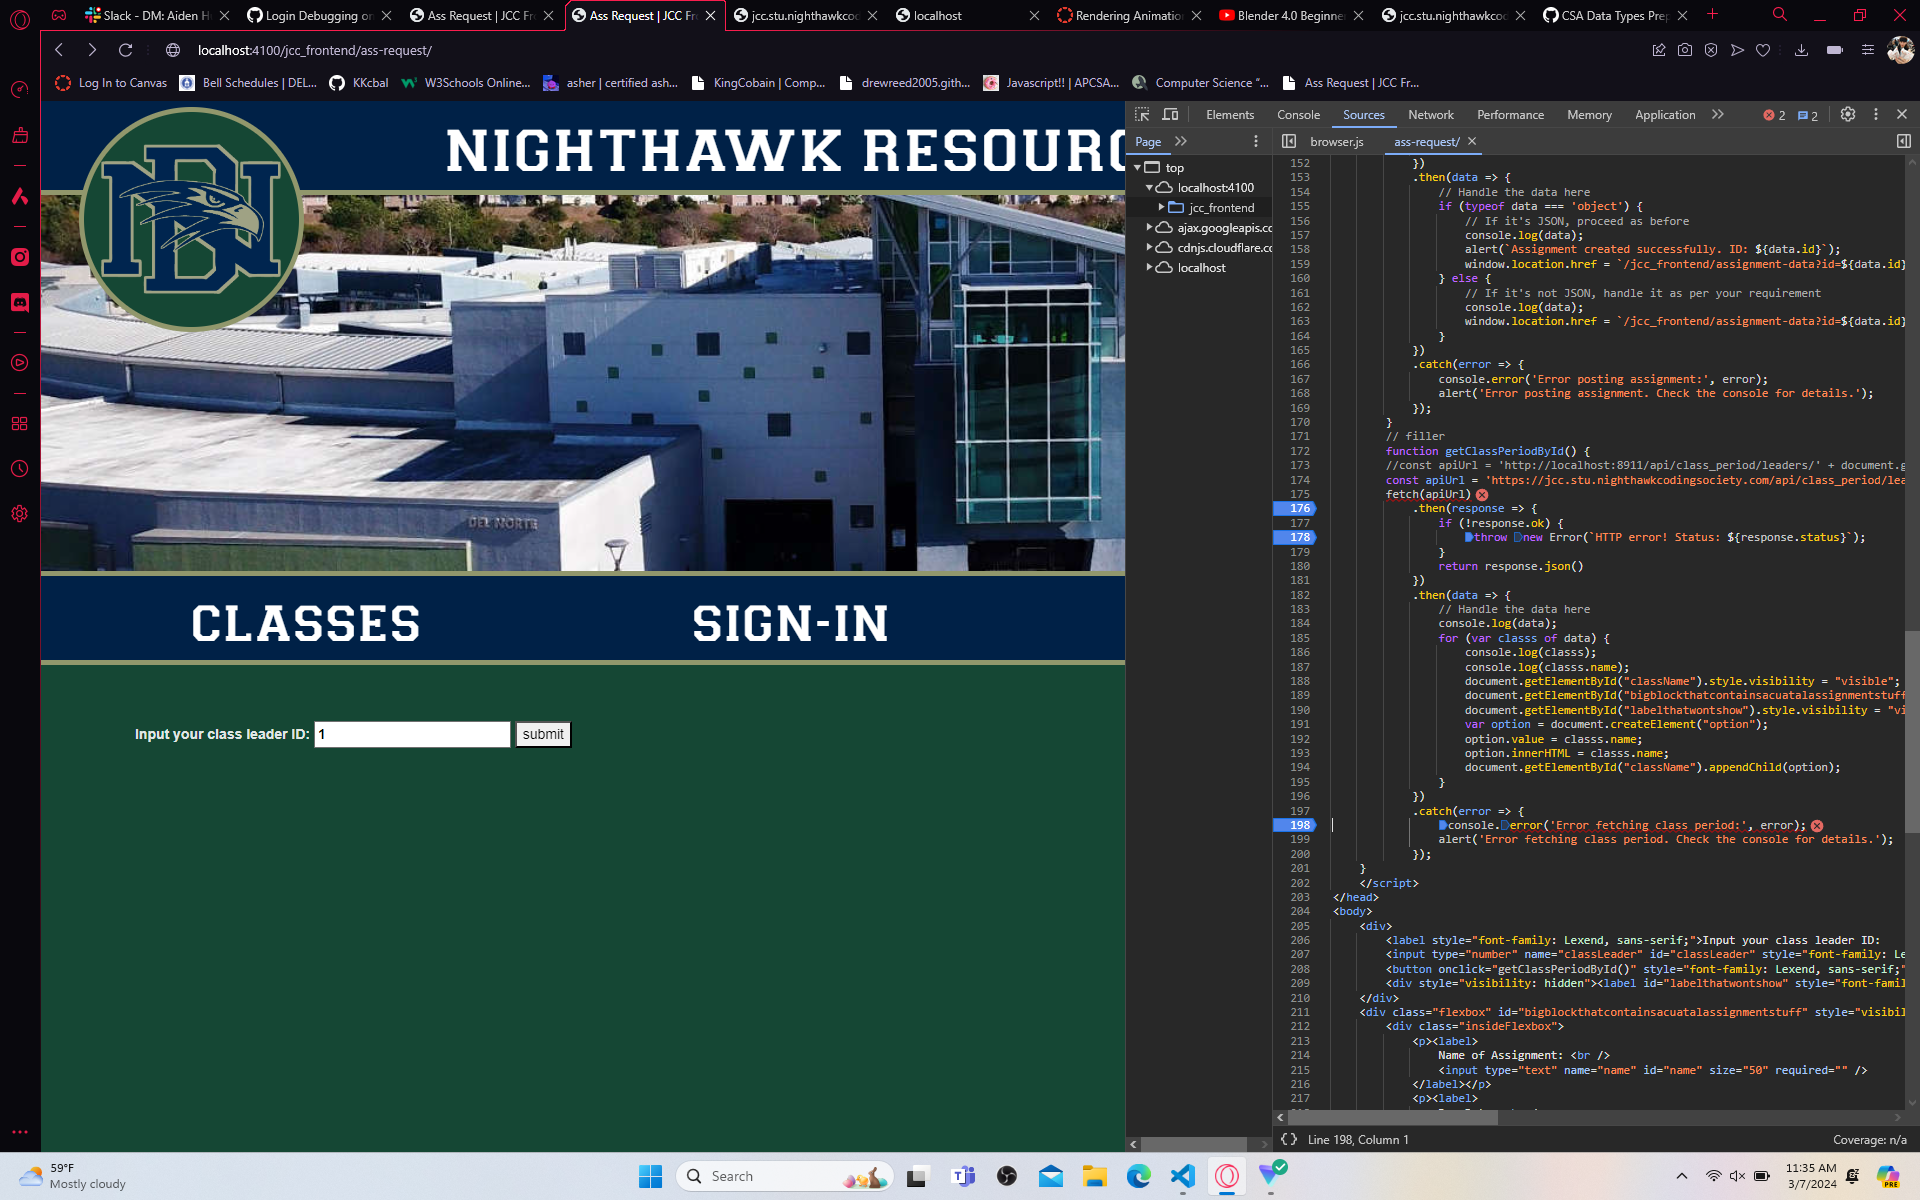 Slack - DM: Aiden H
Login Debugging on
Ass Request | JCC Fr
Ass Request | JCC Fr
jcc.stu.nighthawkcod
localhost
Rendering Animation
Blender 4.0 Beginner
jcc.stu.nighthawkcod
CSA Data Types Prep
localhost:4100/jcc_frontend/ass-request/
Log In to Canvas
Bell Schedules | DEL...
KKcbal
W3Schools Online...
asher | certified ash...
KingCobain | Comp...
drewreed2005.gith...
Javascript!! | APCSA...
Computer Science "...
Ass Request | JCC Fr...
NIGHTHAWK RESOURC
DEL NORTE
CLASSES
SIGN-IN
Input your class leader ID: 1 submit
Elements Console Sources Network Performance Memory Lighthouse Application 2 2
Page
browser.js ass-request/
top
localhost:4100
jcc_frontend
ajax.googleapis.cc
cdnjs.cloudflare.cc
localhost
152 })
153 .then(data => {
154 // Handle the data here
155 if (typeof data === 'object') {
156 // If it's JSON, proceed as before
157 console.log(data);
158 alert(`Assignment created successfully. ID: ${data.id}`);
159 window.location.href = `/jcc_frontend/assignment-data?id=${data.id}
160 } else {
161 // If it's not JSON, handle it as per your requirement
162 console.log(data);
163 window.location.href = `/jcc_frontend/assignment-data?id=${data.id}
164 }
165 })
166 .catch(error => {
167 console.error('Error posting assignment:', error);
168 alert('Error posting assignment. Check the console for details.');
169 });
170 }
171 // filler
172 function getClassPeriodById() {
173 //const apiUrl = 'http://localhost:8911/api/class_period/leaders/' + document.g
174 const apiUrl = 'https://jcc.stu.nighthawkcodingsociety.com/api/class_period/lea
175 fetch(apiUrl)
176 .then(response => {
177 if (!response.ok) {
178 throw new Error(`HTTP error! Status: ${response.status}`);
179 }
180 return response.json()
181 })
182 .then(data => {
183 // Handle the data here
184 console.log(data);
185 for (var classs of data) {
186 console.log(classs);
187 console.log(classs.name);
188 document.getElementById("className").style.visibility = "visible";
189 document.getElementById("bigblockthatcontainsacuatalassignmentstuff
190 document.getElementById("labelthatwontshow").style.visibility = "vi
191 var option = document.createElement("option");
192 option.value = classs.name;
193 option.innerHTML = classs.name;
194 document.getElementById("className").appendChild(option);
195 }
196 })
197 .catch(error => {
198 console.error('Error fetching class period:', error);
199 alert('Error fetching class period. Check the console for details.');
200 });
201 }
202 </script>
203 </head>
204 <body>
205 <div>
206 <label style="font-family: Lexend, sans-serif;">Input your class leader ID:
207 <input type="number" name="classLeader" id="classLeader" style="font-family: Le
208 <button onclick="getClassPeriodById()" style="font-family: Lexend, sans-serif;"
209 <div style="visibility: hidden"><label id="labelthatwontshow" style="font-famil
210 </div>
211 <div class="flexbox" id="bigblockthatcontainsacuatalassignmentstuff" style="visibil
212 <div class="insideFlexbox">
213 <p><label>
214 Name of Assignment: <br />
215 <input type="text" name="name" id="name" size="50" required="" />
216 </label></p>
217 <p><label>
Line 198, Column 1
Coverage: n/a
59°F
Mostly cloudy
Search
11:35 AM
3/7/2024